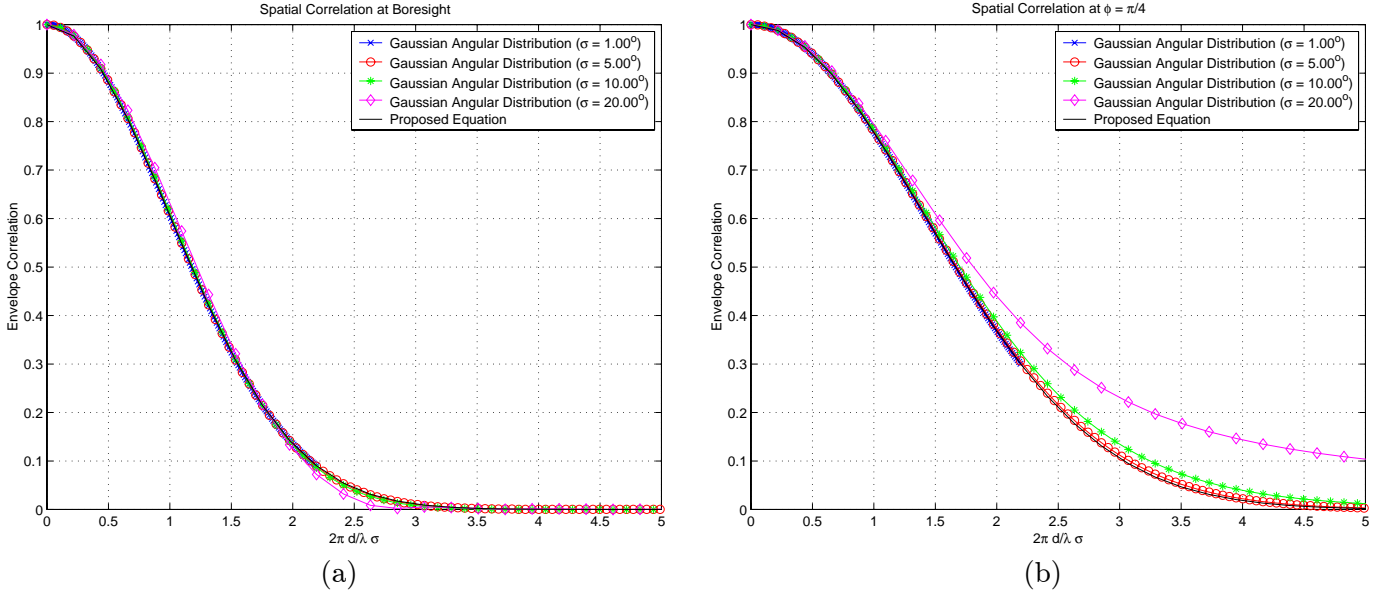 Spatial Correlation at Boresight
1
0.9
0.8
0.7
0.6
0.5
0.4
0.3
0.2
0.1
0
Envelope Correlation
Gaussian Angular Distribution (σ = 1.00°)
Gaussian Angular Distribution (σ = 5.00°)
Gaussian Angular Distribution (σ = 10.00°)
Gaussian Angular Distribution (σ = 20.00°)
Proposed Equation
0 0.5 1 1.5 2 2.5 3 3.5 4 4.5 5
2π d/λ σ
(a)
Spatial Correlation at ϕ = π/4
1
0.9
0.8
0.7
0.6
0.5
0.4
0.3
0.2
0.1
0
Envelope Correlation
Gaussian Angular Distribution (σ = 1.00°)
Gaussian Angular Distribution (σ = 5.00°)
Gaussian Angular Distribution (σ = 10.00°)
Gaussian Angular Distribution (σ = 20.00°)
Proposed Equation
0 0.5 1 1.5 2 2.5 3 3.5 4 4.5 5
2π d/λ σ
(b)